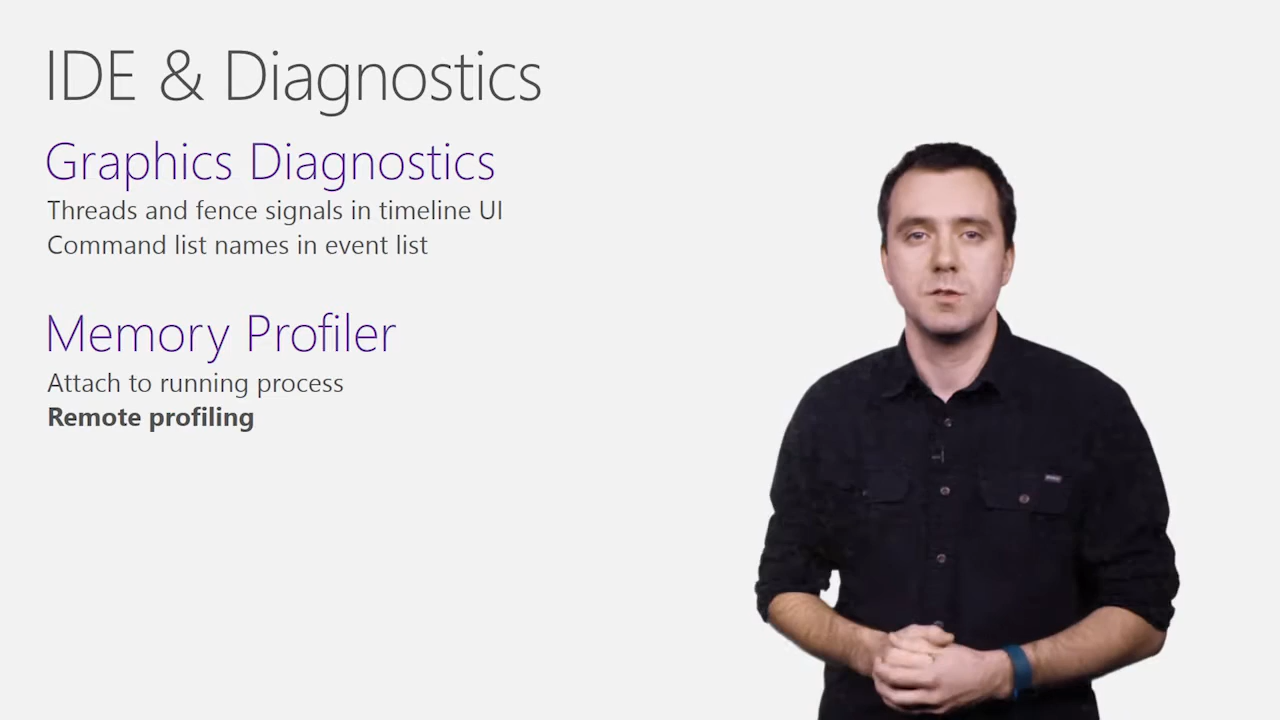 IDE & Diagnostics
Graphics Diagnostics
Threads and fence signals in timeline UI
Command list names in event list
Memory Profiler
Attach to running process
Remote profiling